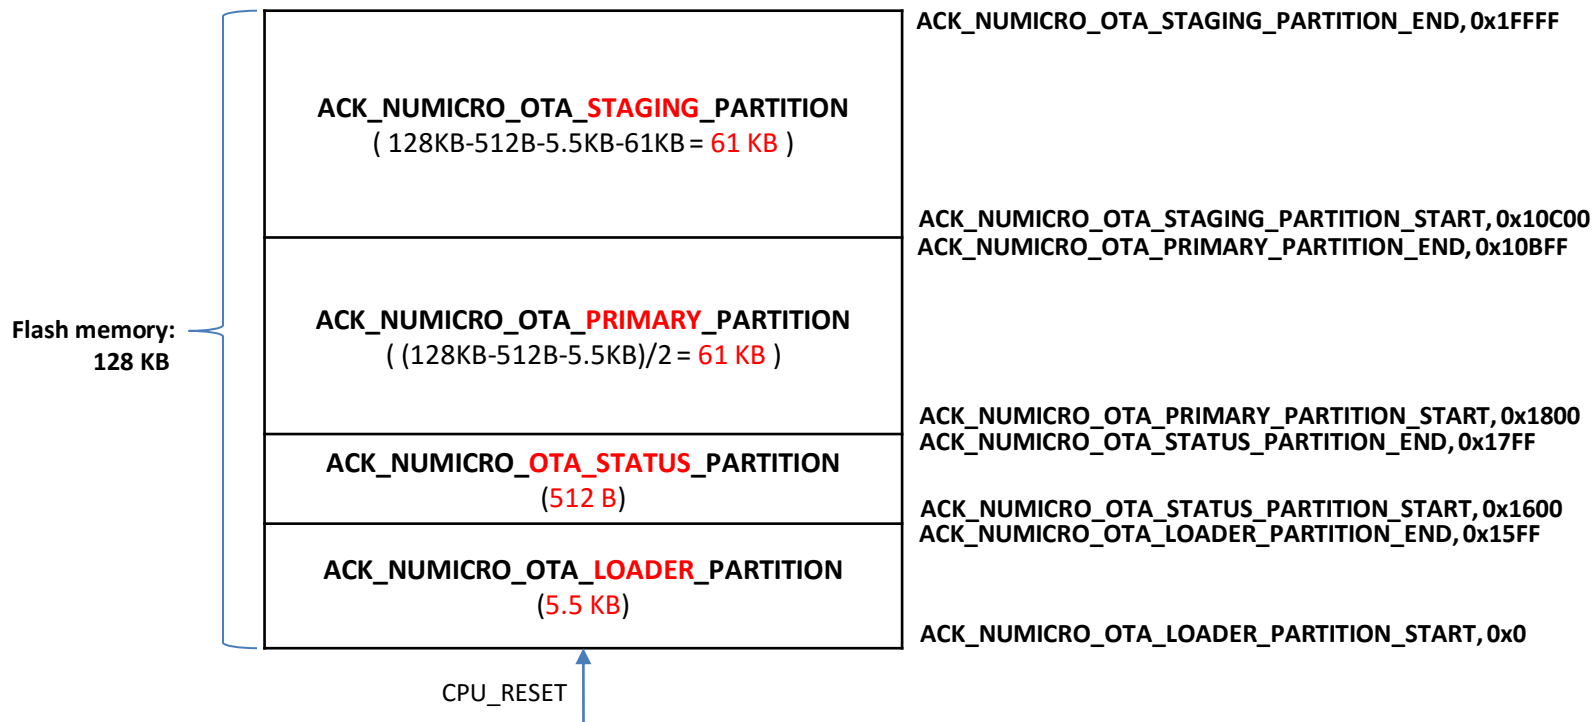 ACK_NUMICRO_OTA_STAGING_PARTITION_END, 0x1FFFF
ACK_NUMICRO_OTA_STAGING_PARTITION
( 128KB-512B-5.5KB-61KB = 61 KB )
ACK_NUMICRO_OTA_STAGING_PARTITION_START, 0x10C00
ACK_NUMICRO_OTA_PRIMARY_PARTITION_END, 0x10BFF
Flash memory:
128 KB
ACK_NUMICRO_OTA_PRIMARY_PARTITION
( (128KB-512B-5.5KB)/2 = 61 KB )
ACK_NUMICRO_OTA_PRIMARY_PARTITION_START, 0x1800
ACK_NUMICRO_OTA_STATUS_PARTITION_END, 0x17FF
ACK_NUMICRO_OTA_STATUS_PARTITION
(512 B)
ACK_NUMICRO_OTA_STATUS_PARTITION_START, 0x1600
ACK_NUMICRO_OTA_LOADER_PARTITION_END, 0x15FF
ACK_NUMICRO_OTA_LOADER_PARTITION
(5.5 KB)
ACK_NUMICRO_OTA_LOADER_PARTITION_START, 0x0
CPU_RESET